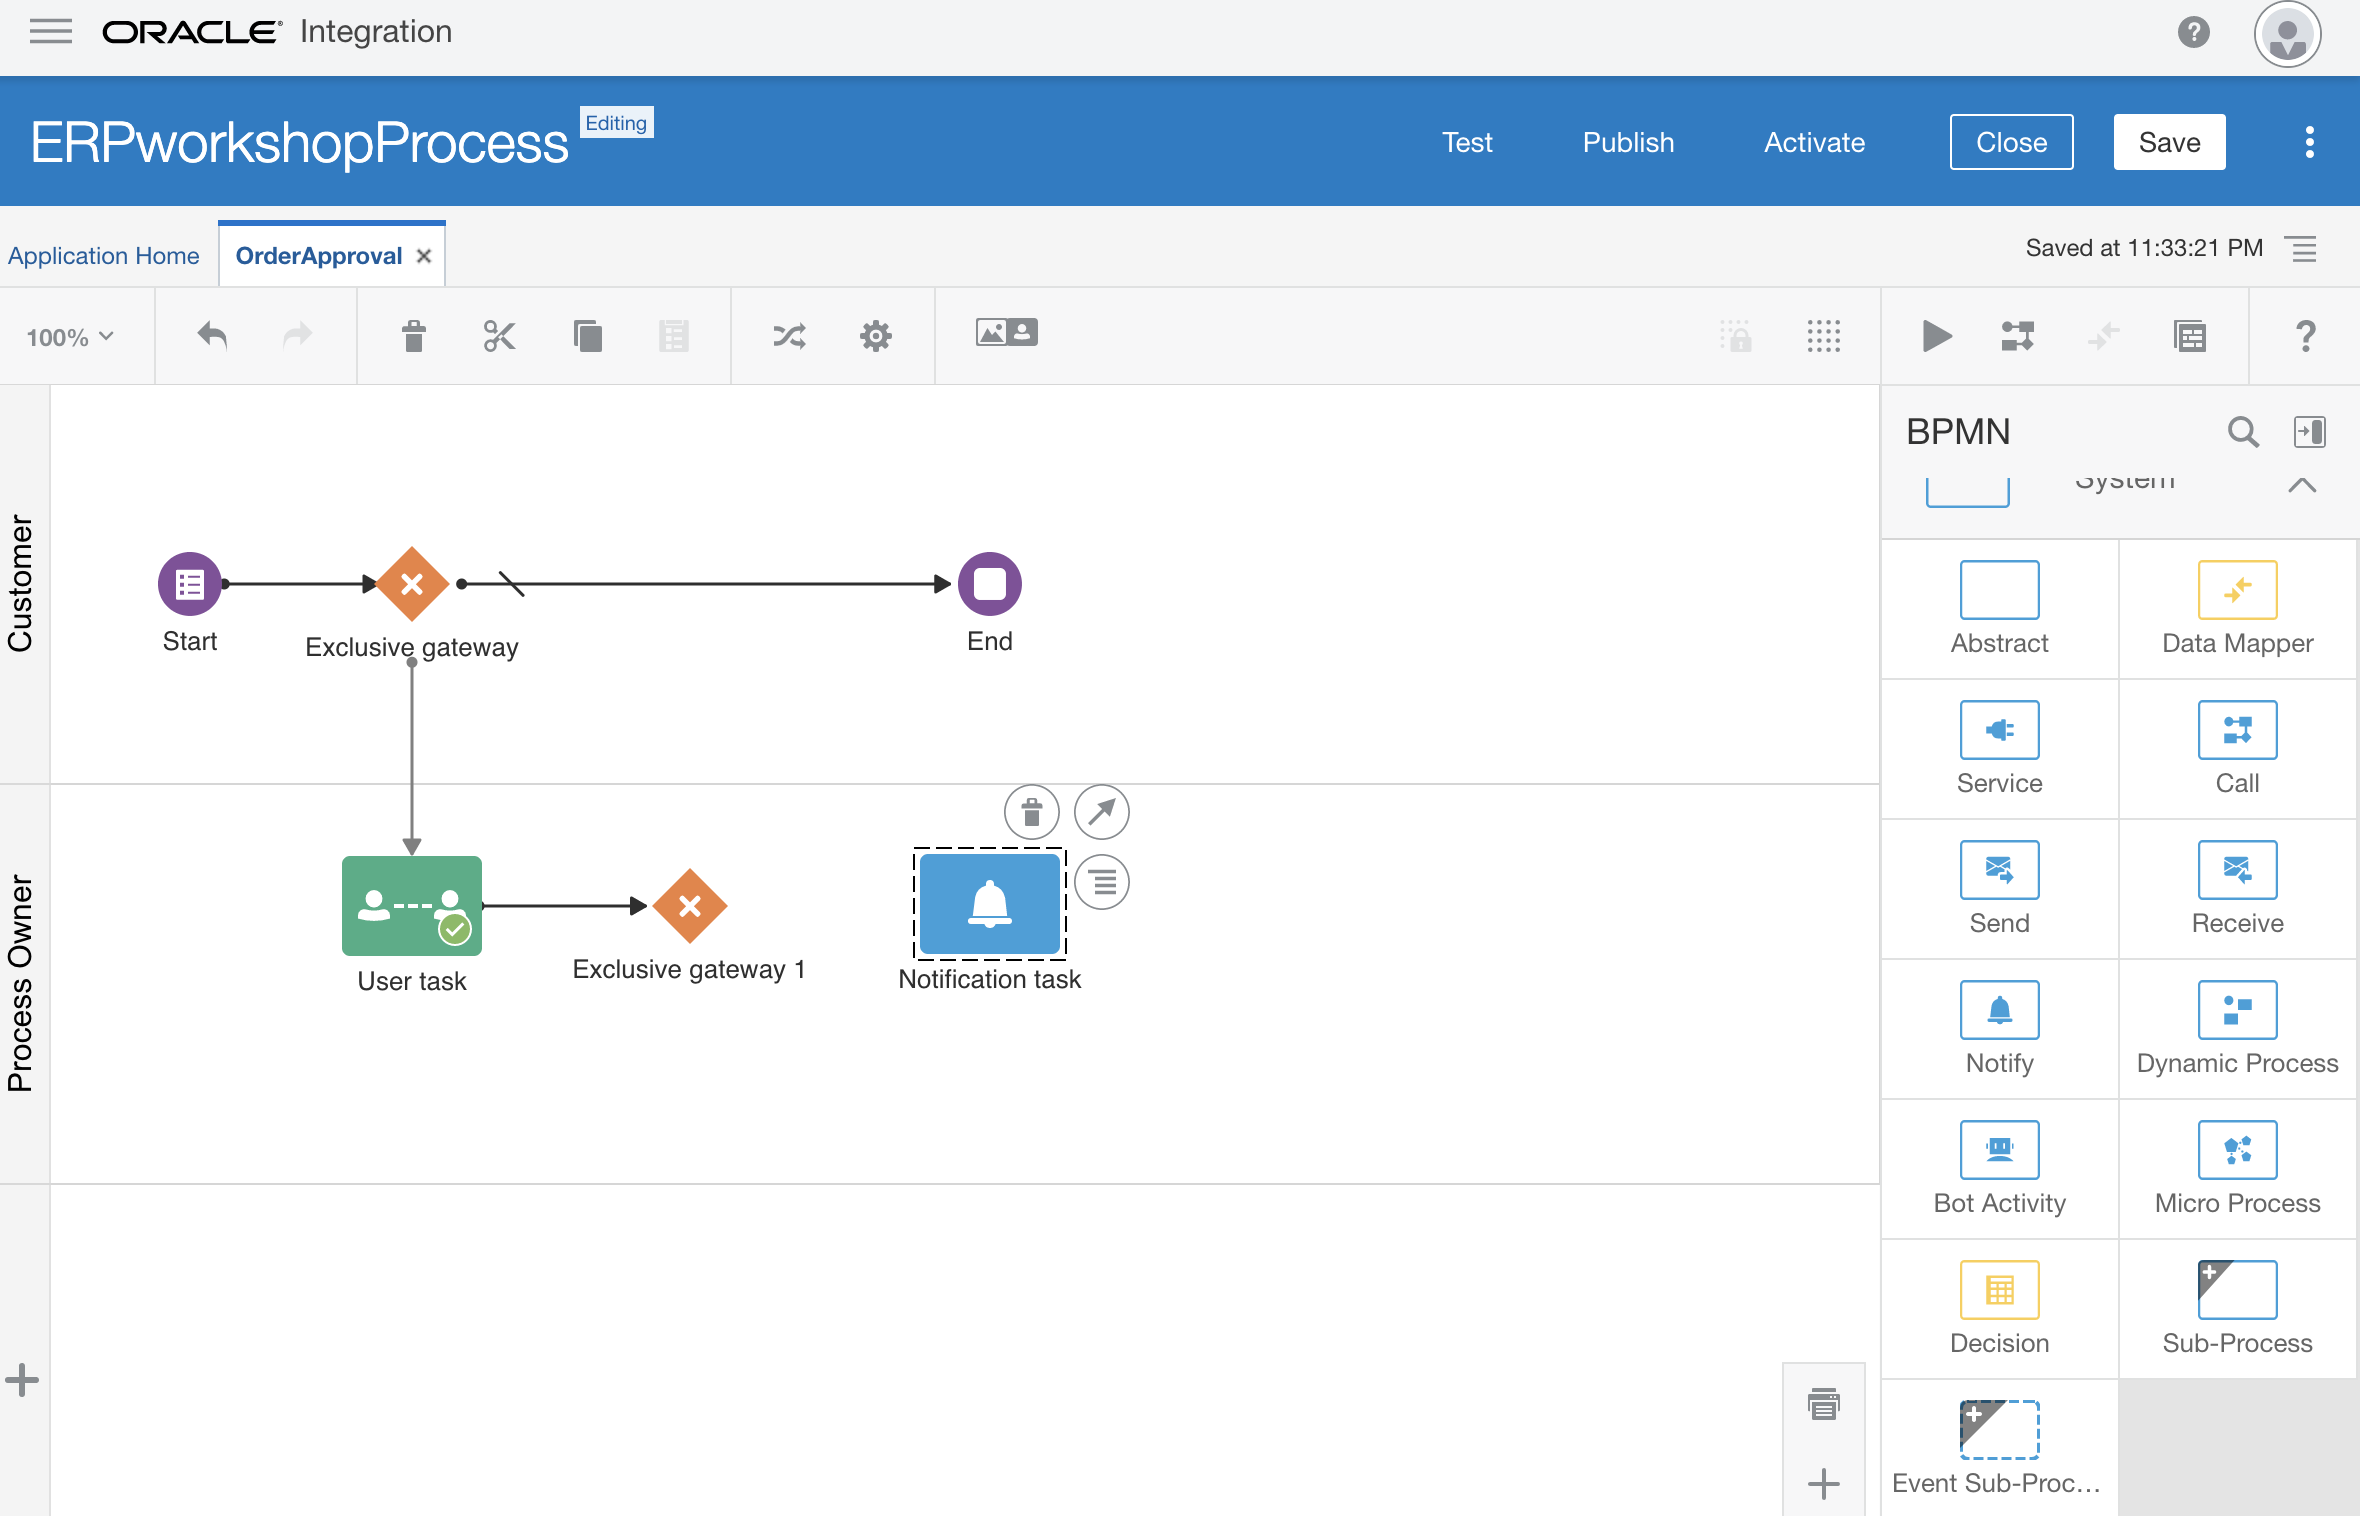 ORACLE Integration
ERPworkshopProcess Editing
Test Publish Activate Close Save
Application Home OrderApproval Saved at 11:33:21 PM
100%
BPMN
System
Customer
Start
Exclusive gateway
End
Process Owner
User task
Exclusive gateway 1
Notification task
Abstract Data Mapper
Service Call
Send Receive
Notify Dynamic Process
Bot Activity Micro Process
Decision Sub-Process
Event Sub-Proc...